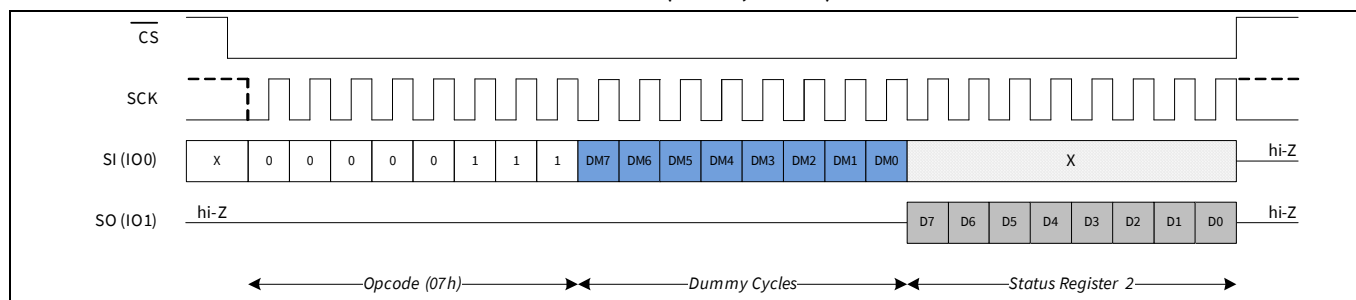 CS
SCK
SI (IO0) X 0 0 0 0 0 1 1 1 DM7 DM6 DM5 DM4 DM3 DM2 DM1 DM0 X hi-Z
SO (IO1) hi-Z D7 D6 D5 D4 D3 D2 D1 D0 hi-Z
Opcode (07h) Dummy Cycles Status Register 2